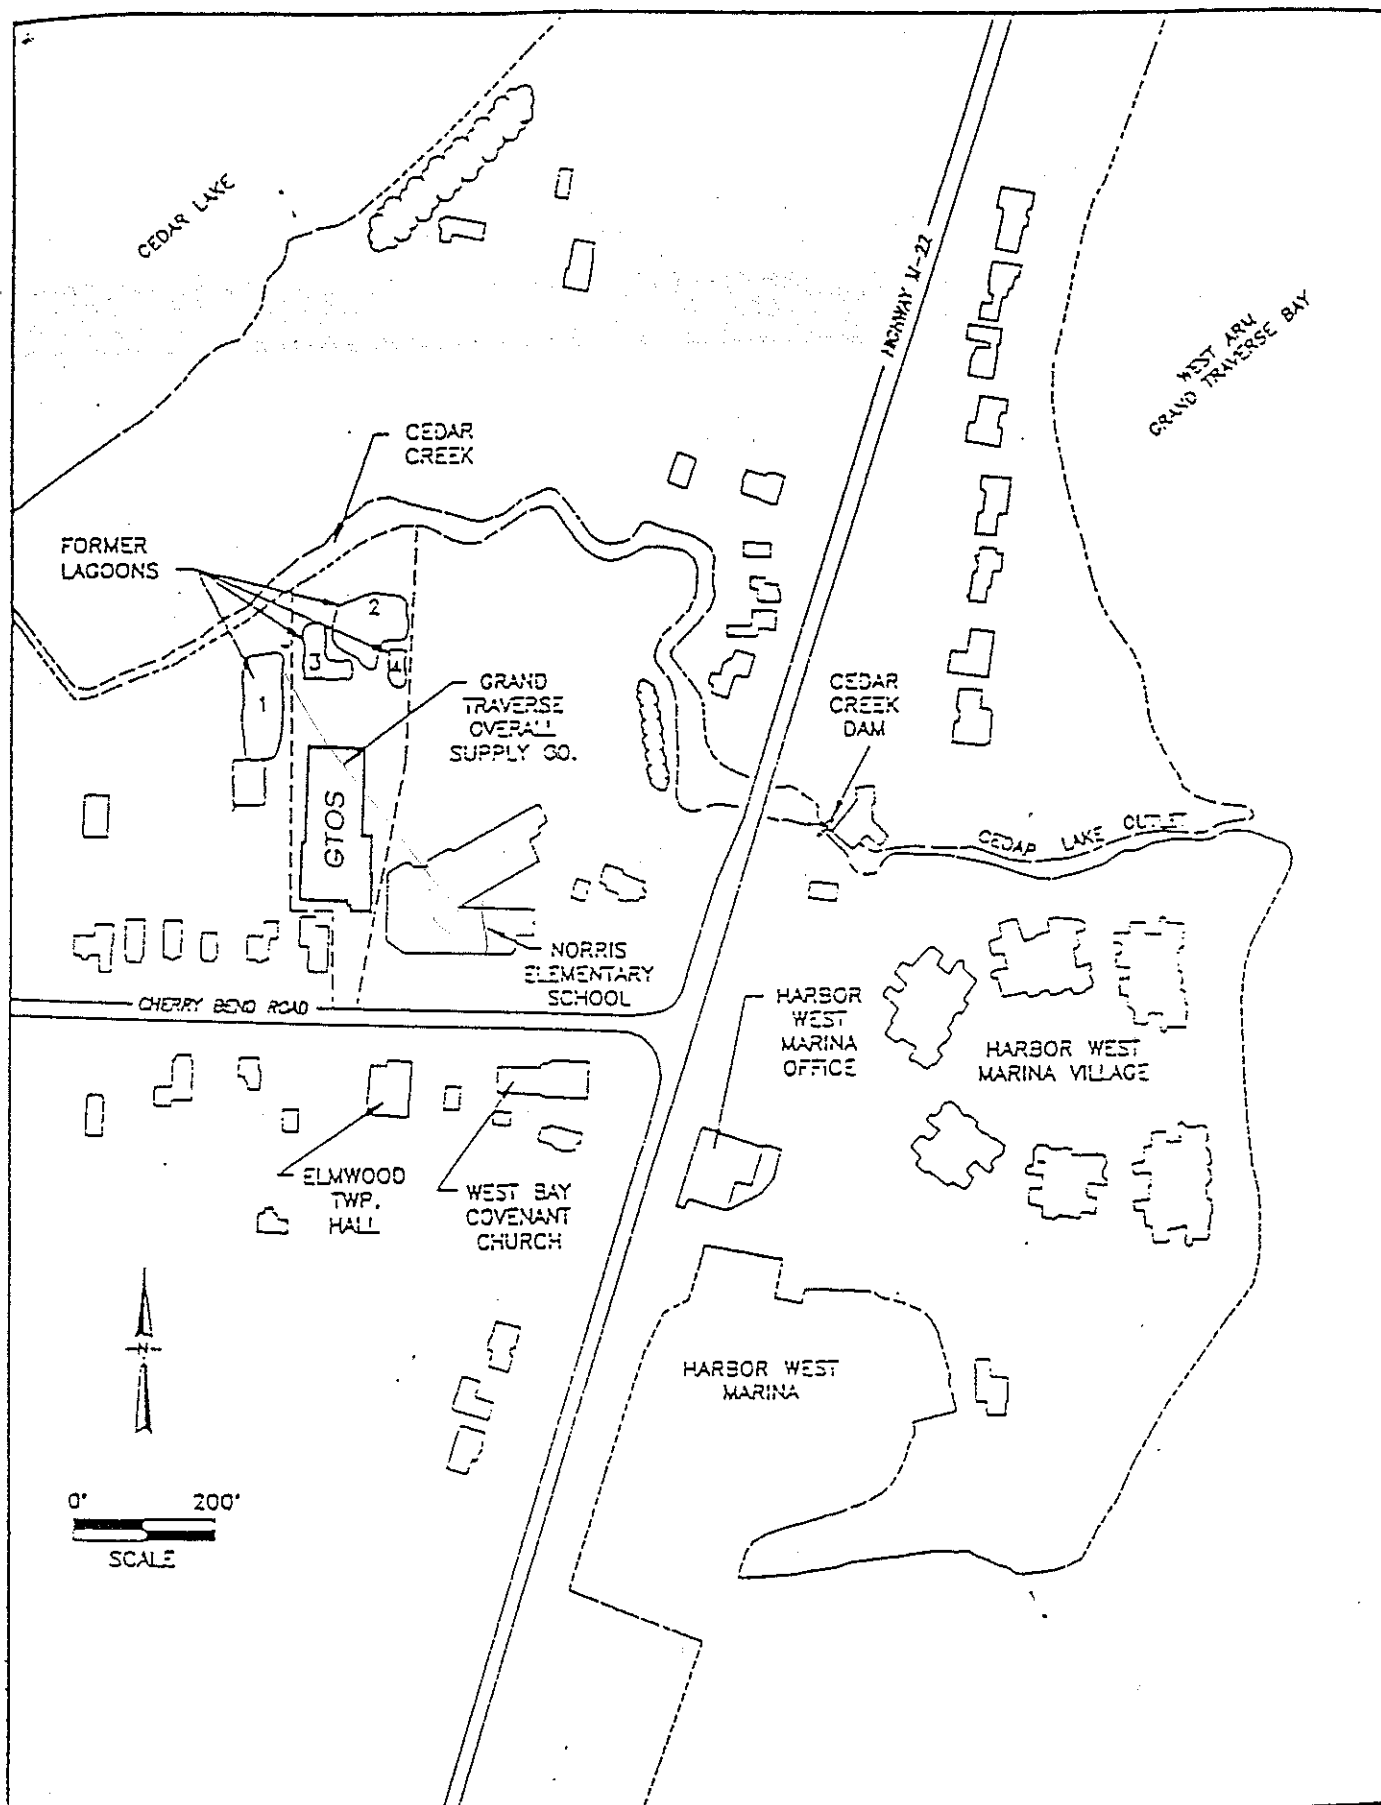 CEDAR LAKE
HIGHWAY M-22
WEST ARM
GRAND TRAVERSE BAY
CEDAR
CREEK
FORMER
LAGOONS
2
3
4
1
GRAND
TRAVERSE
OVERALL
SUPPLY CO.
CEDAR
CREEK
DAM
GTOS
CEDAR LAKE OUTLET
NORRIS
ELEMENTARY
SCHOOL
CHERRY BEND ROAD
HARBOR
WEST
MARINA
OFFICE
HARBOR WEST
MARINA VILLAGE
ELMWOOD
TWP.
HALL
WEST BAY
COVENANT
CHURCH
N
HARBOR WEST
MARINA
0' 200'
SCALE